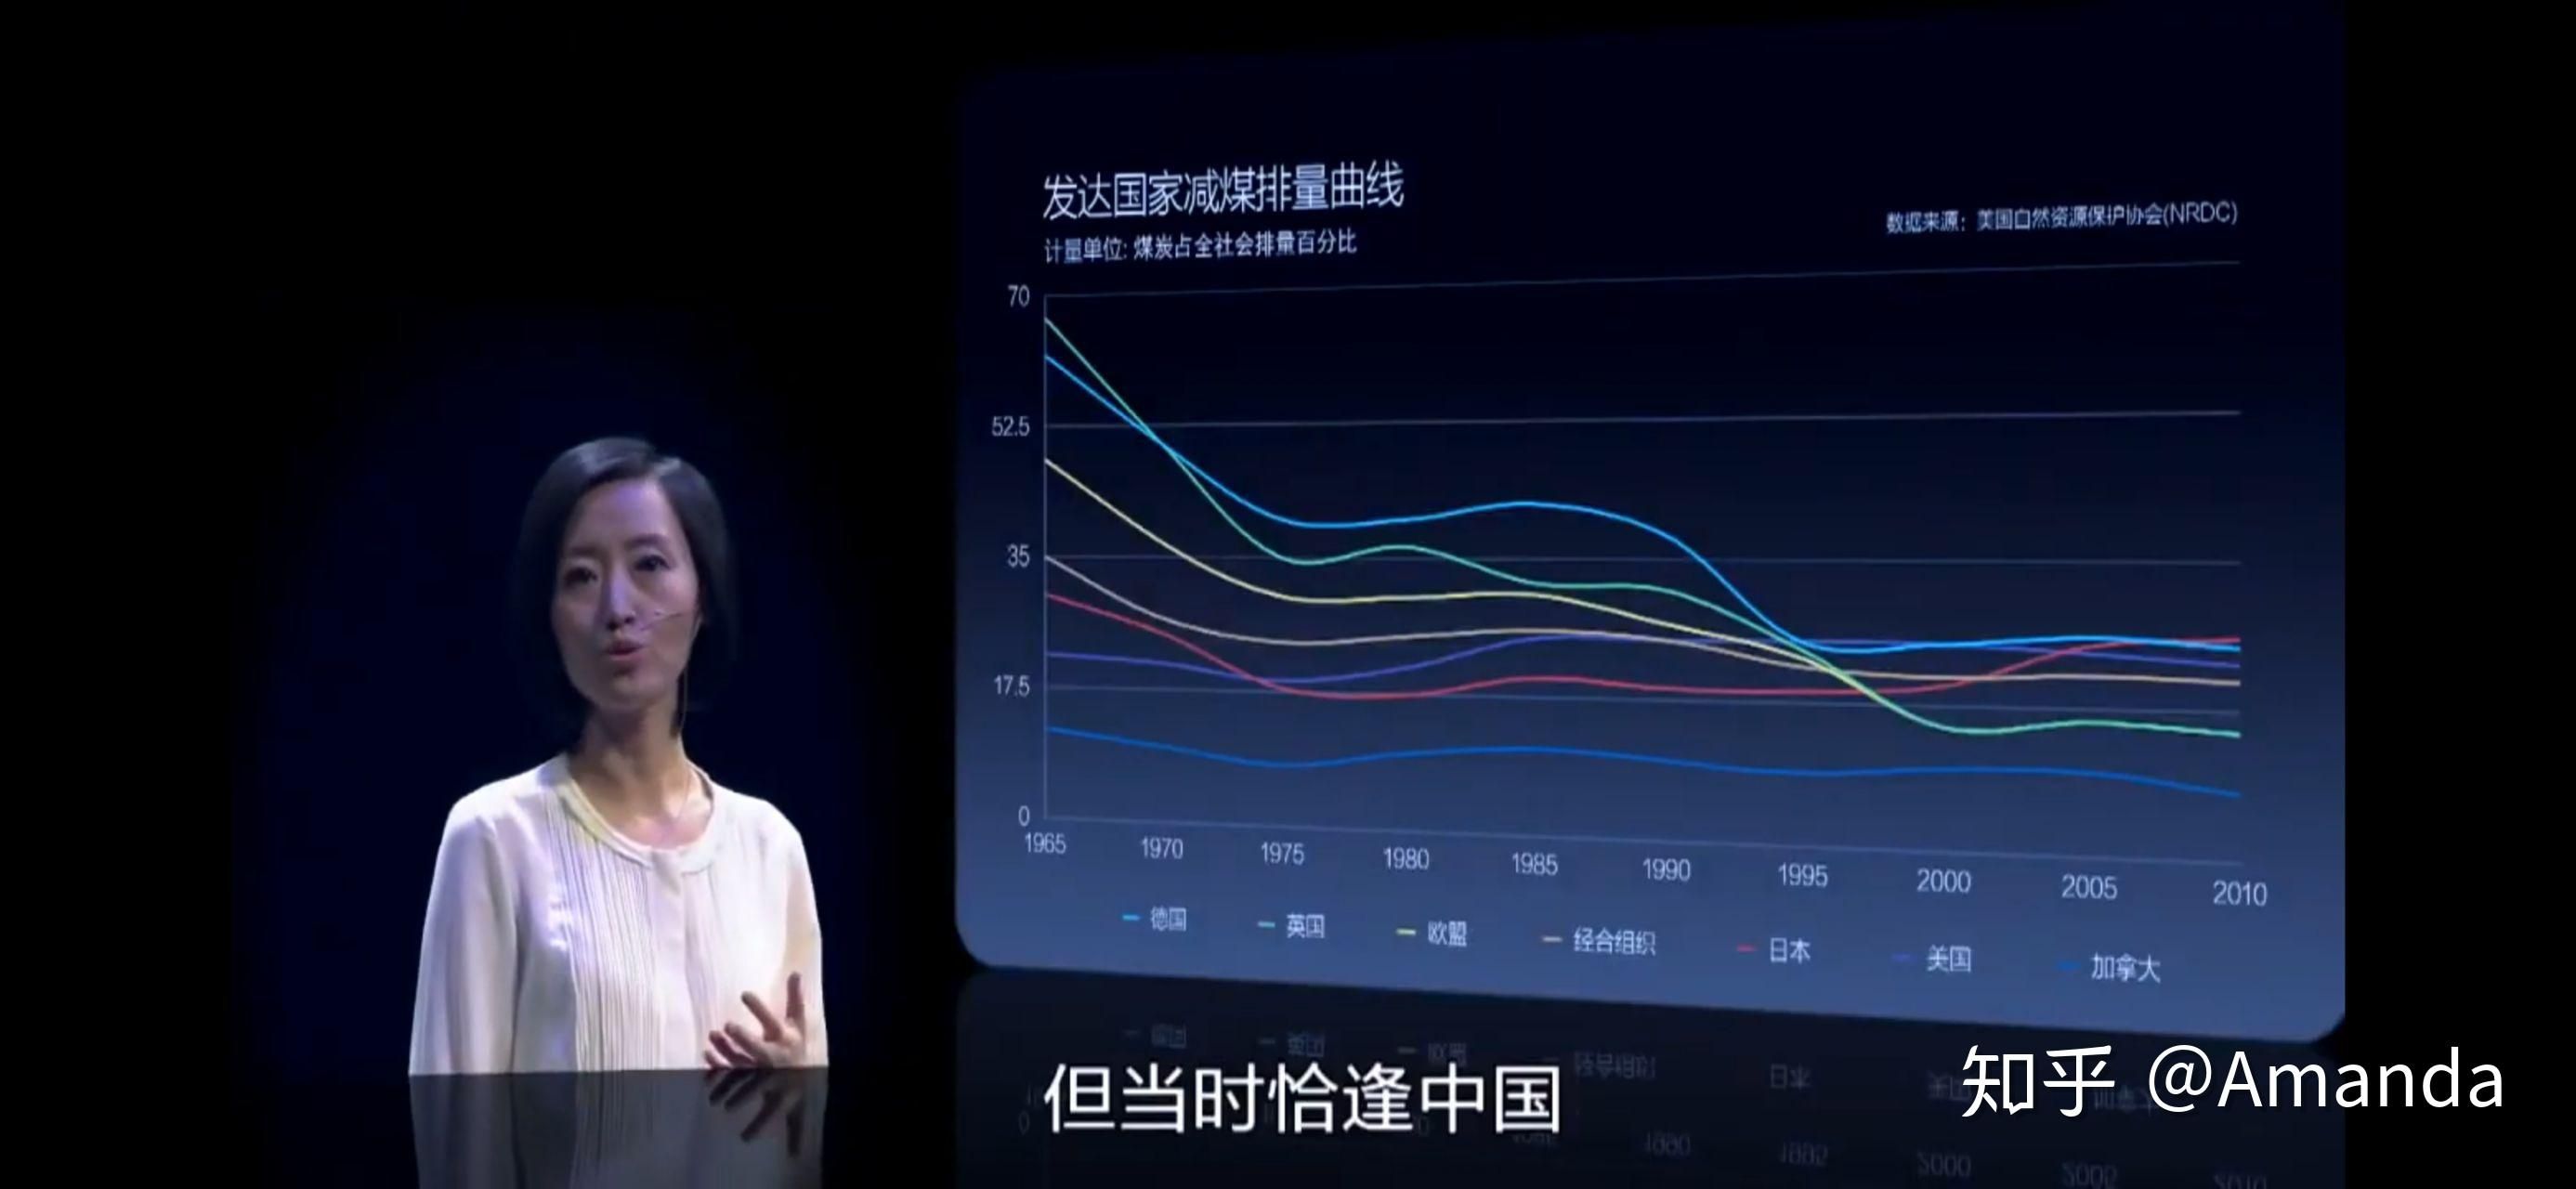 发达国家减煤排量曲线
计量单位: 煤炭占全社会排量百分比
数据来源：美国自然资源保护协会(NRDC)
70
52.5
35
17.5
0
1965 1970 1975 1980 1985 1990 1995 2000 2005 2010
德国 英国 欧盟 经合组织 日本 美国 加拿大
但当时恰逢中国
知乎 @Amanda